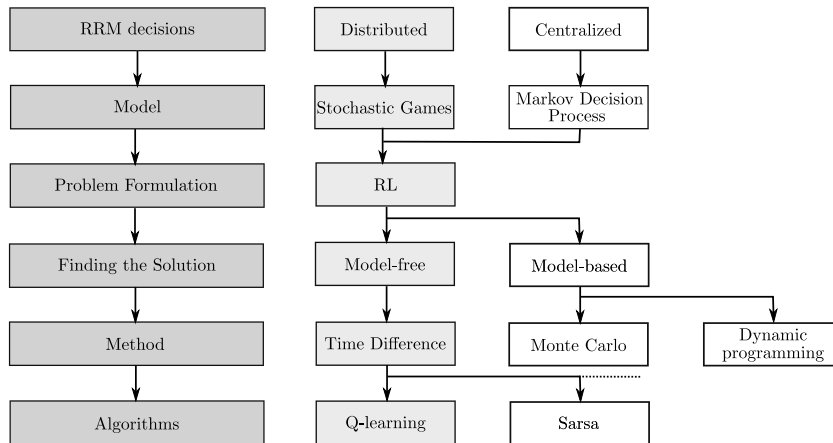 RRM decisions
Distributed
Centralized
Model
Stochastic Games
Markov Decision
Process
Problem Formulation
RL
Finding the Solution
Model-free
Model-based
Method
Time Difference
Monte Carlo
Dynamic
programming
Algorithms
Q-learning
Sarsa